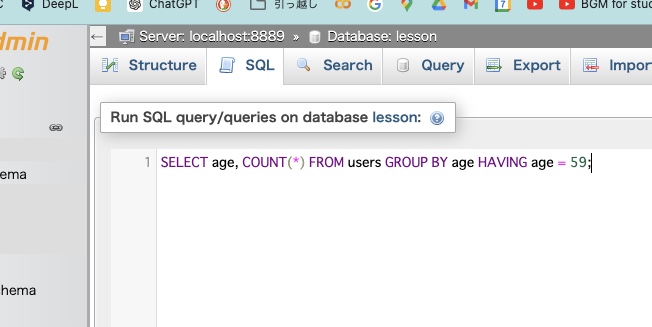 DeepL ChatGPT 引っ越し BGM for stud
dmin
Server: localhost:8889 » Database: lesson
Structure SQL Search Query Export Impor
Run SQL query/queries on database lesson:
1 SELECT age, COUNT(*) FROM users GROUP BY age HAVING age = 59;
ema
hema